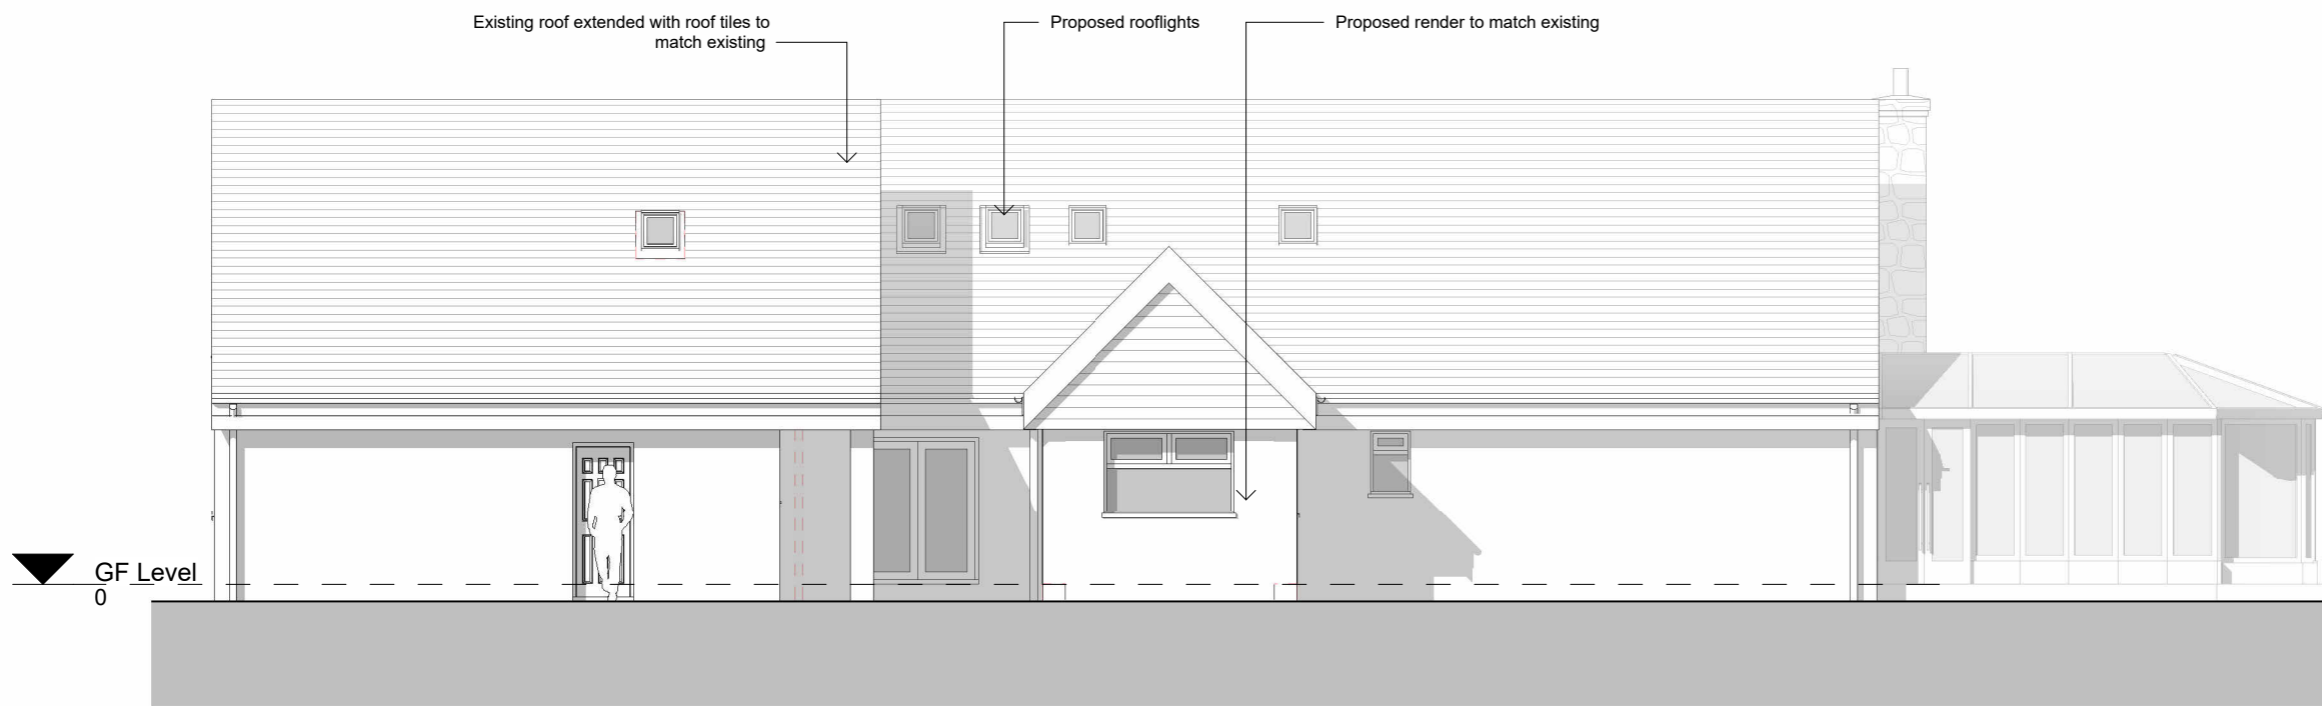 Existing roof extended with roof tiles to
match existing
Proposed rooflights
Proposed render to match existing
GF Level
0